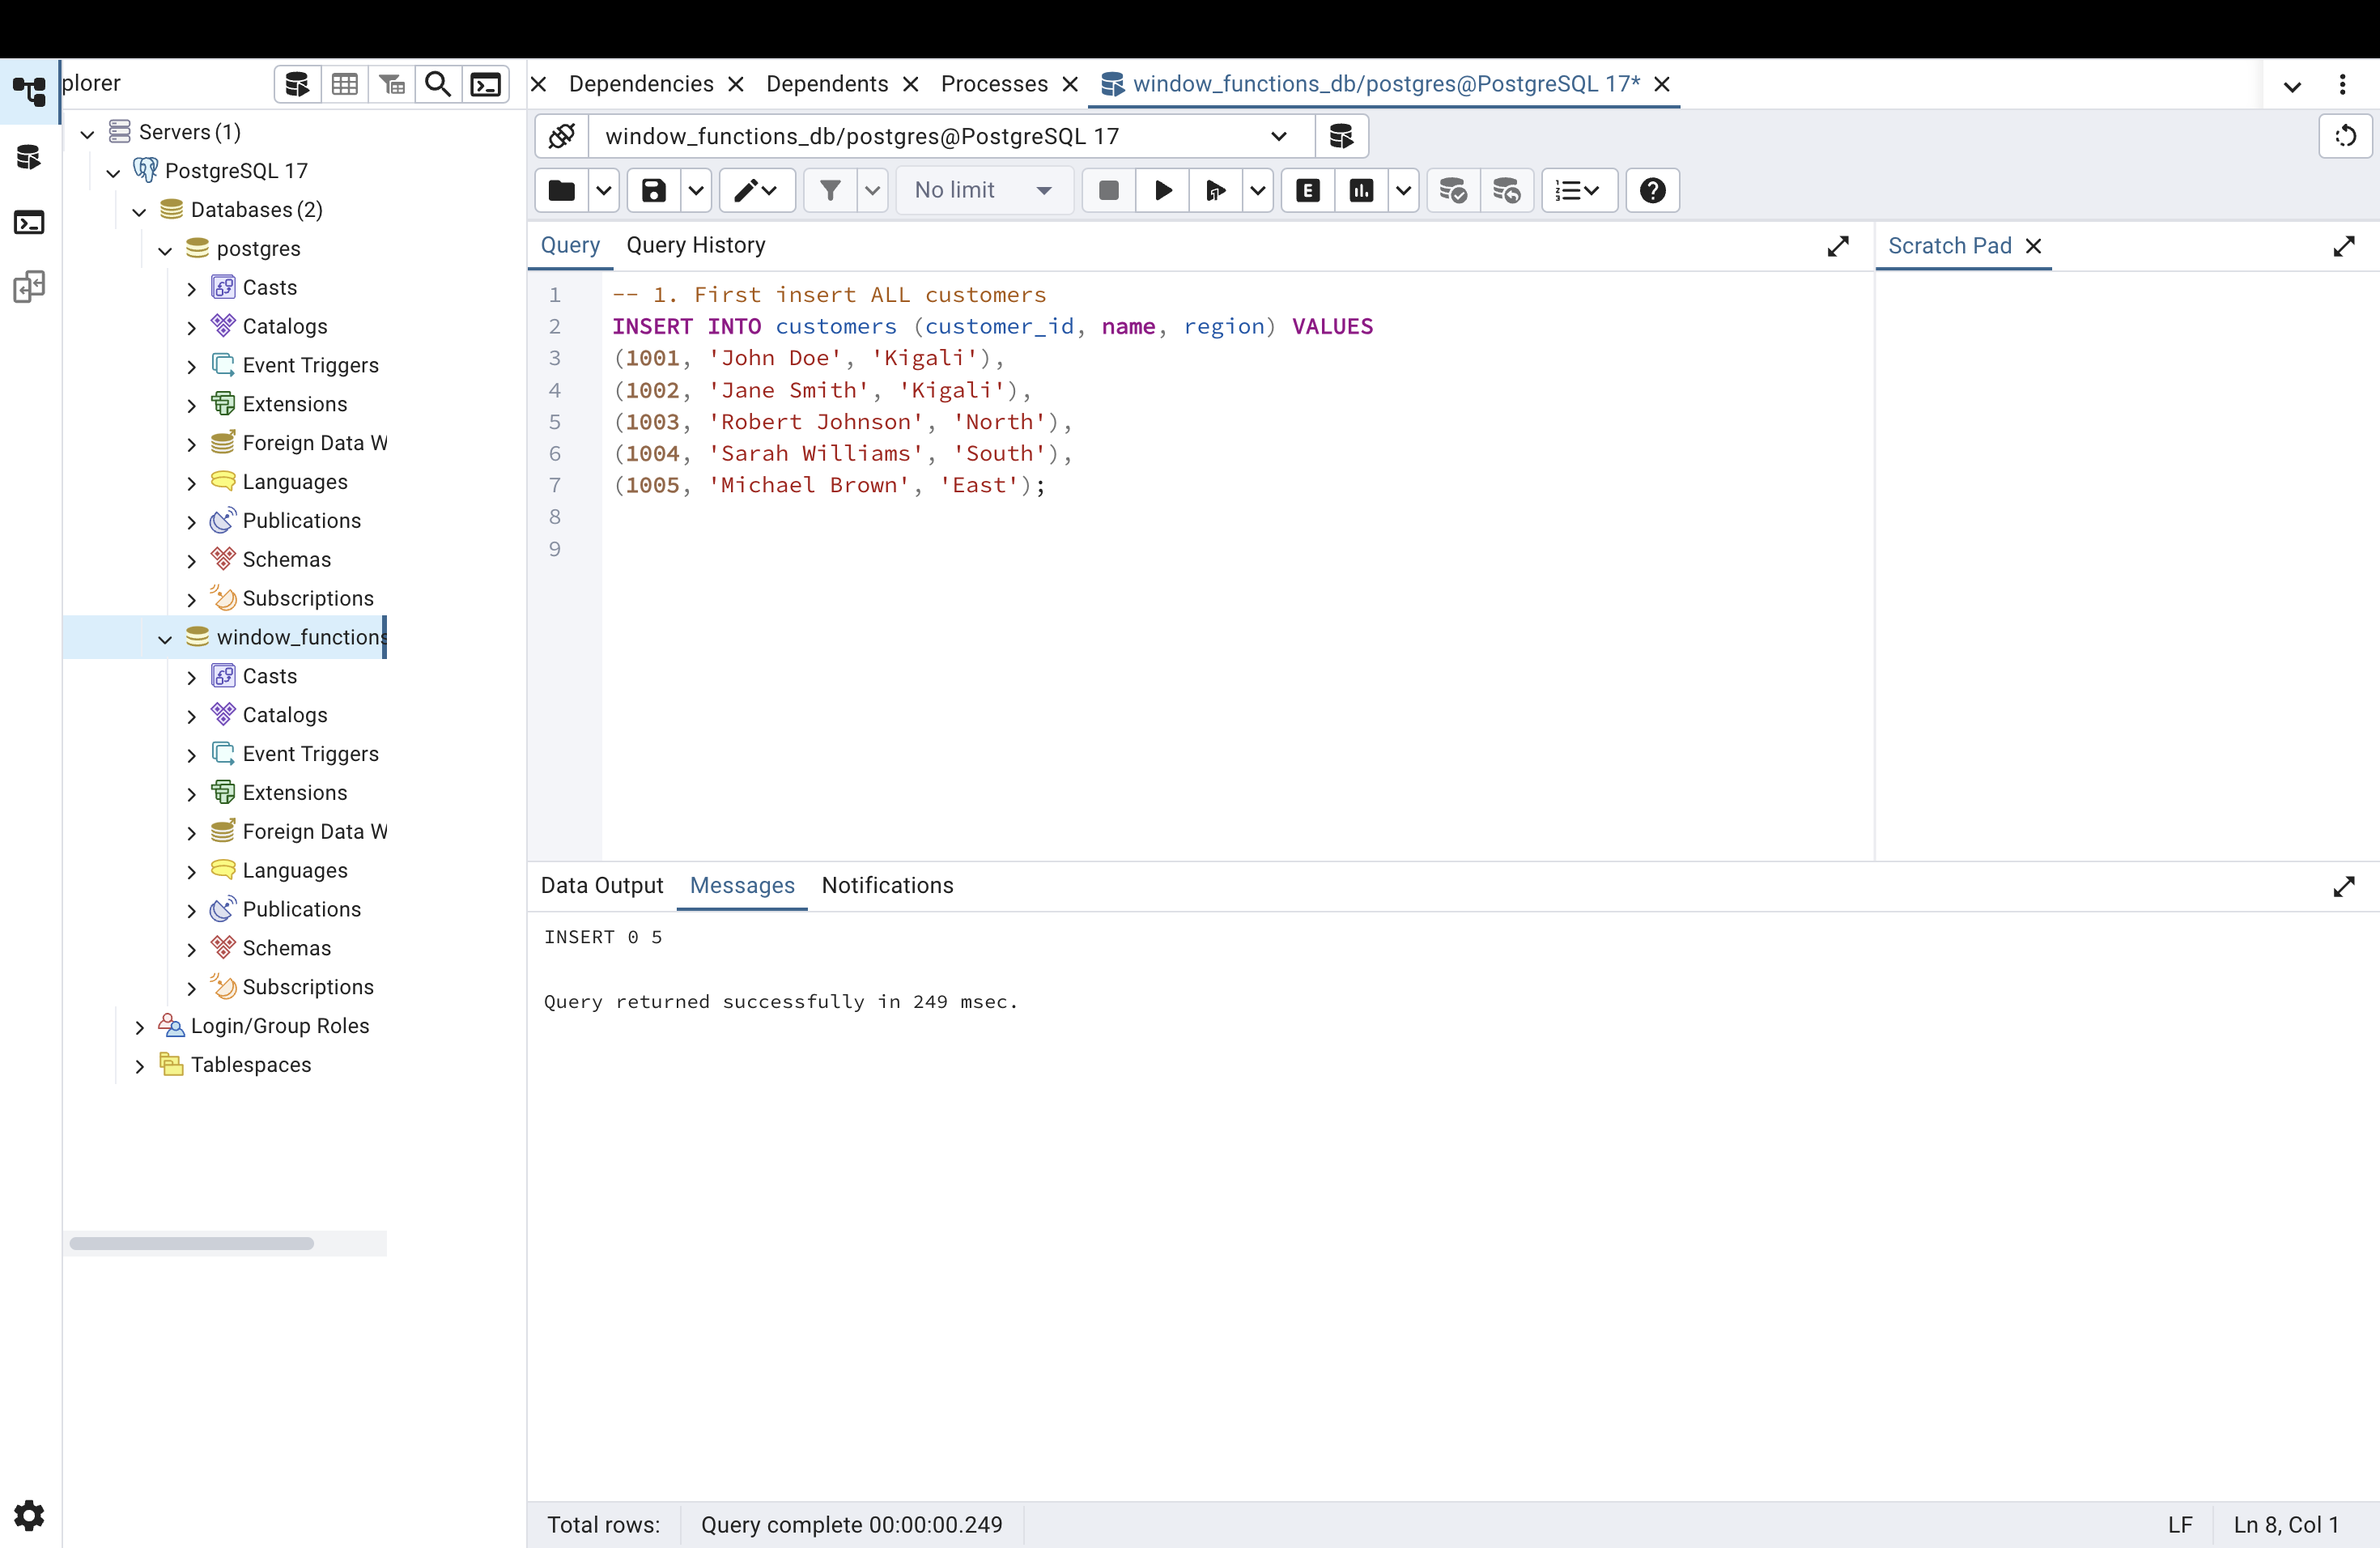 plorer
Dependencies
Dependents
Processes
window_functions_db/postgres@PostgreSQL 17*
Servers (1)
PostgreSQL 17
Databases (2)
postgres
Casts
Catalogs
Event Triggers
Extensions
Foreign Data W
Languages
Publications
Schemas
Subscriptions
window_functions
Casts
Catalogs
Event Triggers
Extensions
Foreign Data W
Languages
Publications
Schemas
Subscriptions
Login/Group Roles
Tablespaces
window_functions_db/postgres@PostgreSQL 17
No limit
E
Query
Query History
Scratch Pad
1 -- 1. First insert ALL customers
2 INSERT INTO customers (customer_id, name, region) VALUES
3 (1001, 'John Doe', 'Kigali'),
4 (1002, 'Jane Smith', 'Kigali'),
5 (1003, 'Robert Johnson', 'North'),
6 (1004, 'Sarah Williams', 'South'),
7 (1005, 'Michael Brown', 'East');
8
9
Data Output
Messages
Notifications
INSERT 0 5
Query returned successfully in 249 msec.
Total rows:
Query complete 00:00:00.249
LF
Ln 8, Col 1